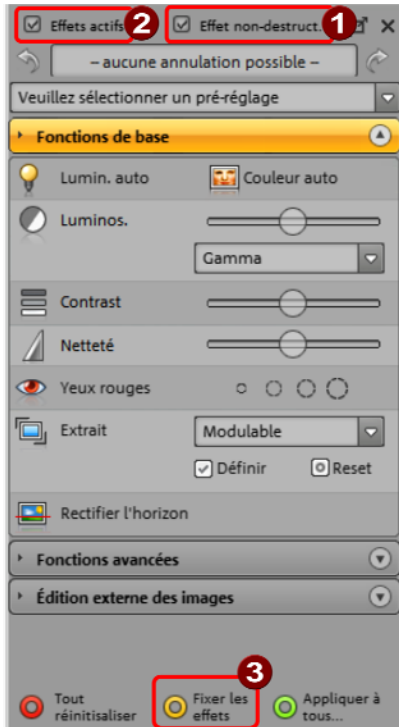 Effets actifs 2 Effet non-destruct... 1
– aucune annulation possible –
Veuillez sélectionner un pré-réglage
Fonctions de base
Lumin. auto Couleur auto
Luminos.
Gamma
Contrast
Netteté
Yeux rouges
Extrait Modulable
Définir Reset
Rectifier l'horizon
Fonctions avancées
Édition externe des images
3
Tout réinitialiser
Fixer les effets
Appliquer à tous...